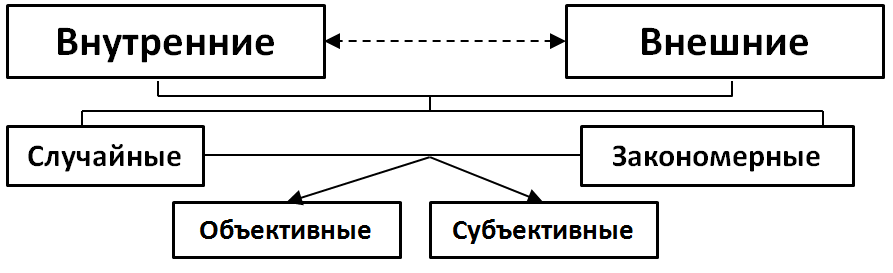 Внутренние
Внешние
Случайные
Закономерные
Объективные
Субъективные